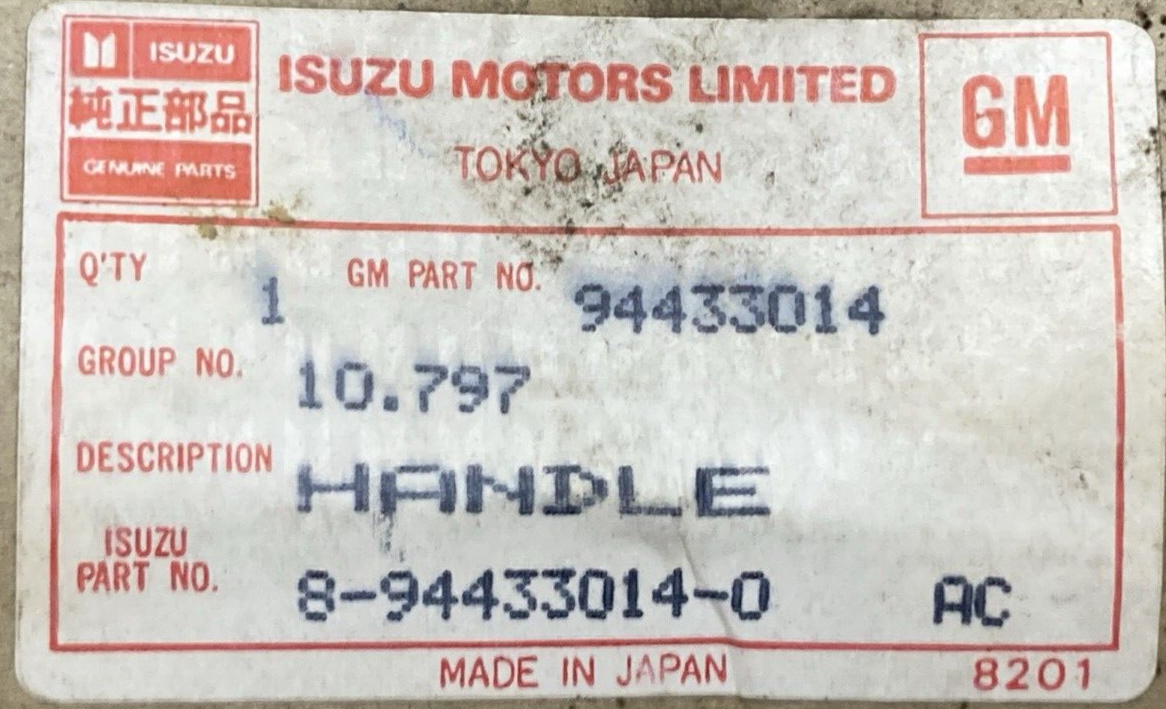 ISUZU
純正部品
GENUINE PARTS
ISUZU MOTORS LIMITED
TOKYO JAPAN
GM
Q'TY 1 GM PART NO. 94433014
GROUP NO. 10.797
DESCRIPTION HANDLE
ISUZU
PART NO. 8-94433014-0 AC
MADE IN JAPAN 8201